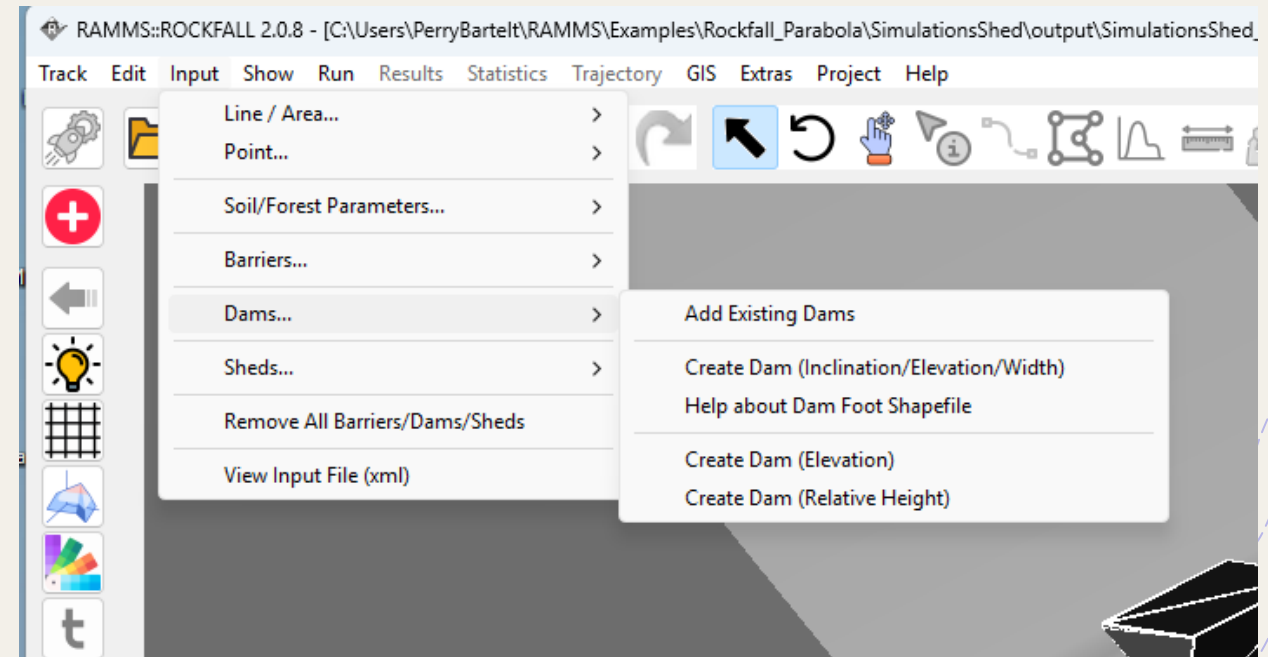 RAMMS::ROCKFALL 2.0.8 - [C:\Users\PerryBartelt\RAMMS\Examples\Rockfall_Parabola\SimulationsShed\output\SimulationsShed_
Track Edit Input Show Run Results Statistics Trajectory GIS Extras Project Help
Line / Area...
Point...
Soil/Forest Parameters...
Barriers...
Dams...
Sheds...
Remove All Barriers/Dams/Sheds
View Input File (xml)
Add Existing Dams
Create Dam (Inclination/Elevation/Width)
Help about Dam Foot Shapefile
Create Dam (Elevation)
Create Dam (Relative Height)
t